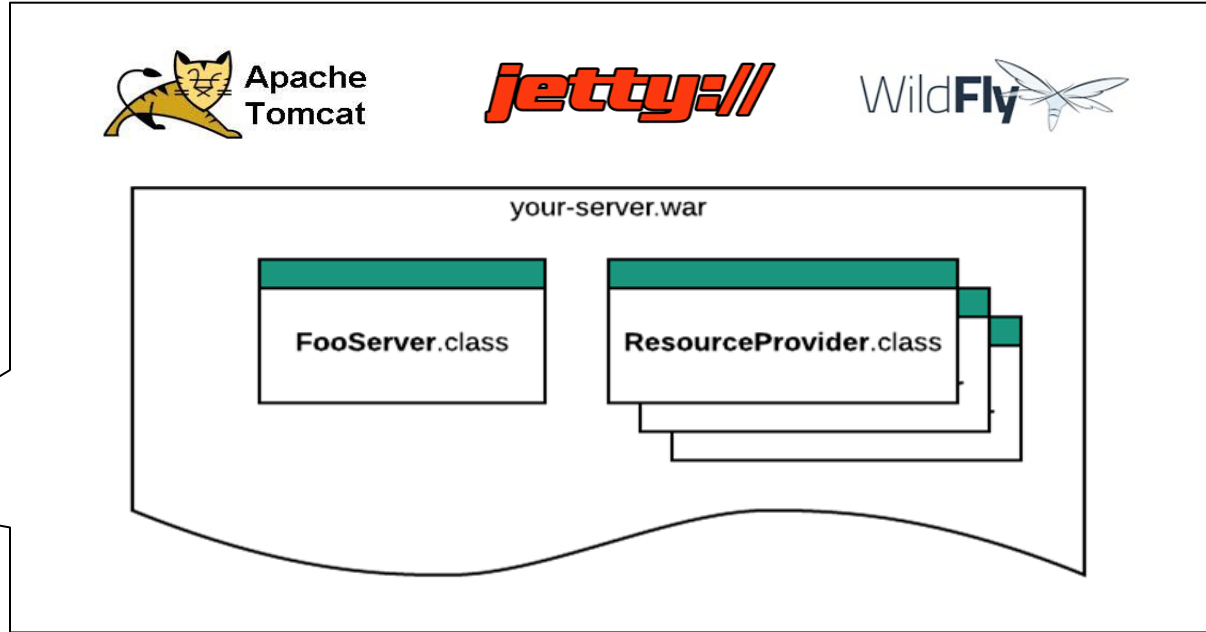 Apache
Tomcat
jetty://
WildFly
your-server.war
FooServer.class
ResourceProvider.class